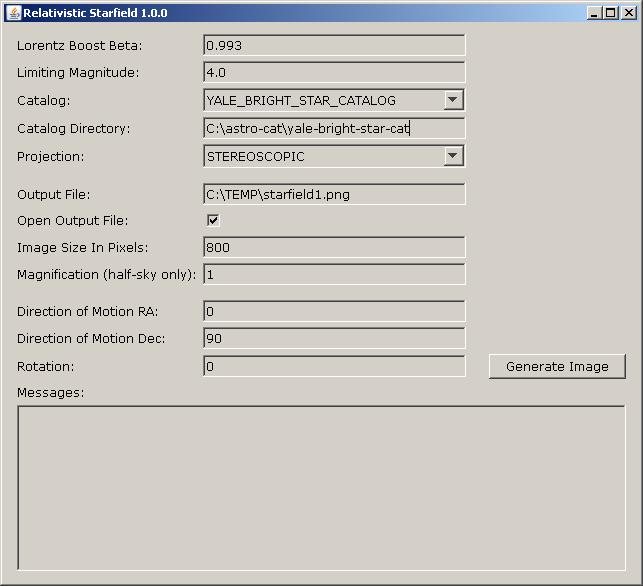 Relativistic Starfield 1.0.0
Lorentz Boost Beta: 0.993
Limiting Magnitude: 4.0
Catalog: YALE_BRIGHT_STAR_CATALOG
Catalog Directory: C:\astro-cat\yale-bright-star-cat
Projection: STEREOSCOPIC
Output File: C:\TEMP\starfield1.png
Open Output File:
Image Size In Pixels: 800
Magnification (half-sky only): 1
Direction of Motion RA: 0
Direction of Motion Dec: 90
Rotation: 0 Generate Image
Messages: